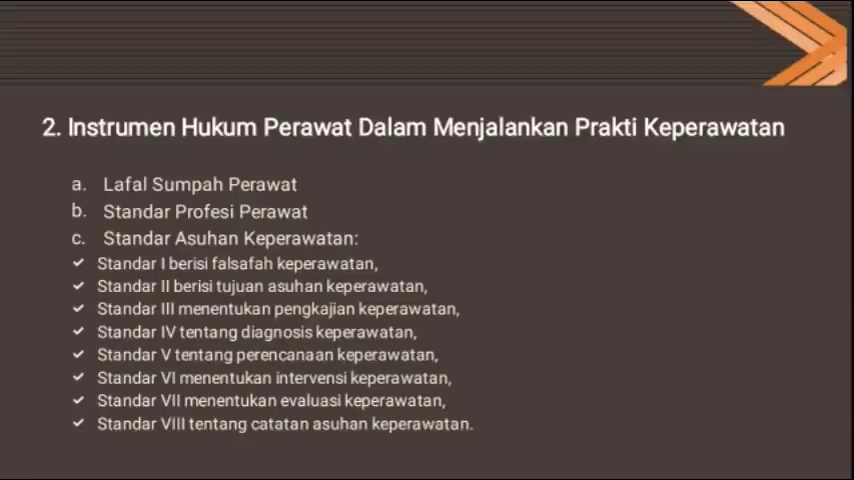 2. Instrumen Hukum Perawat Dalam Menjalankan Prakti Keperawatan
a. Lafal Sumpah Perawat
b. Standar Profesi Perawat
c. Standar Asuhan Keperawatan:
✓ Standar I berisi falsafah keperawatan,
✓ Standar II berisi tujuan asuhan keperawatan,
✓ Standar III menentukan pengkajian keperawatan,
✓ Standar IV tentang diagnosis keperawatan,
✓ Standar V tentang perencanaan keperawatan,
✓ Standar VI menentukan intervensi keperawatan,
✓ Standar VII menentukan evaluasi keperawatan,
✓ Standar VIII tentang catatan asuhan keperawatan.